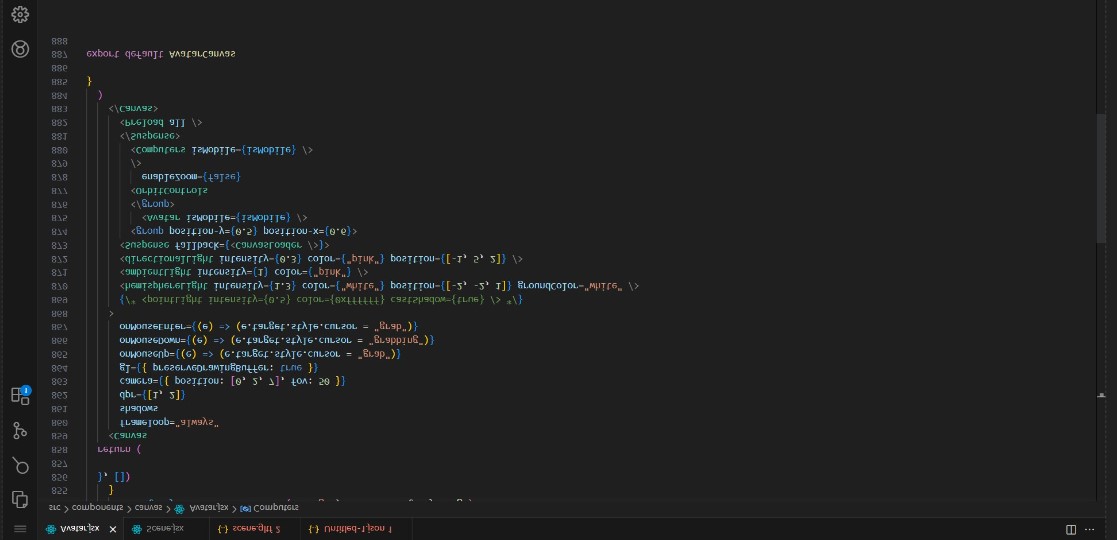 Avatar.jsx Scene.jsx {} scene.gltf 2 {} Untitled-1.json 1
src > components > canvas > Avatar.jsx > Computers
855 }
856 }, [])
857
858 return (
859 <Canvas
860 frameloop="always"
861 shadows
862 dpr={[1, 2]}
863 camera={{ position: [0, 2, 7], fov: 50 }}
864 gl={{ preserveDrawingBuffer: true }}
865 onMouseUp={(e) => (e.target.style.cursor = "grab")}
866 onMouseDown={(e) => (e.target.style.cursor = "grabbing")}
867 onMouseEnter={(e) => (e.target.style.cursor = "grab")}
868 >
869 {/* <pointLight intensity={0.5} color={0xffffff} castShadow={true} /> */}
870 <hemisphereLight intensity={1.3} color={"white"} position={[-2, -2, 1]} groundColor="white" />
871 <ambientLight intensity={1} color={"pink"} />
872 <directionalLight intensity={0.3} color={"pink"} position={[-1, 5, 2]} />
873 <Suspense fallback={<CanvasLoader />}>
874 <group position-y={0.5} position-x={0.6}>
875 <Avatar isMobile={isMobile} />
876 </group>
877 <OrbitControls
878 enableZoom={false}
879 />
880 <Computers isMobile={isMobile} />
881 </Suspense>
882 <Preload all />
883 </Canvas>
884 )
885 }
886
887 export default AvatarCanvas
888
1